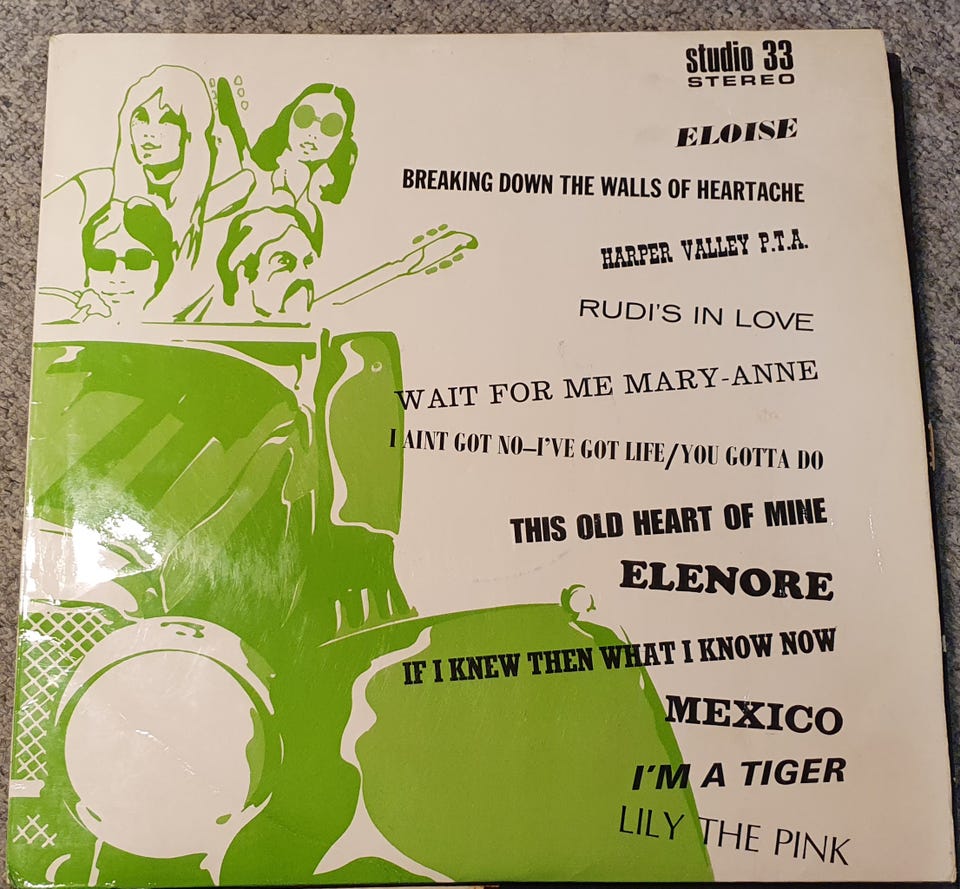 studio 33
STEREO
ELOISE
BREAKING DOWN THE WALLS OF HEARTACHE
HARPER VALLEY P.T.A.
RUDI'S IN LOVE
WAIT FOR ME MARY-ANNE
I AINT GOT NO–I'VE GOT LIFE/YOU GOTTA DO
THIS OLD HEART OF MINE
ELENORE
IF I KNEW THEN WHAT I KNOW NOW
MEXICO
I'M A TIGER
LILY THE PINK